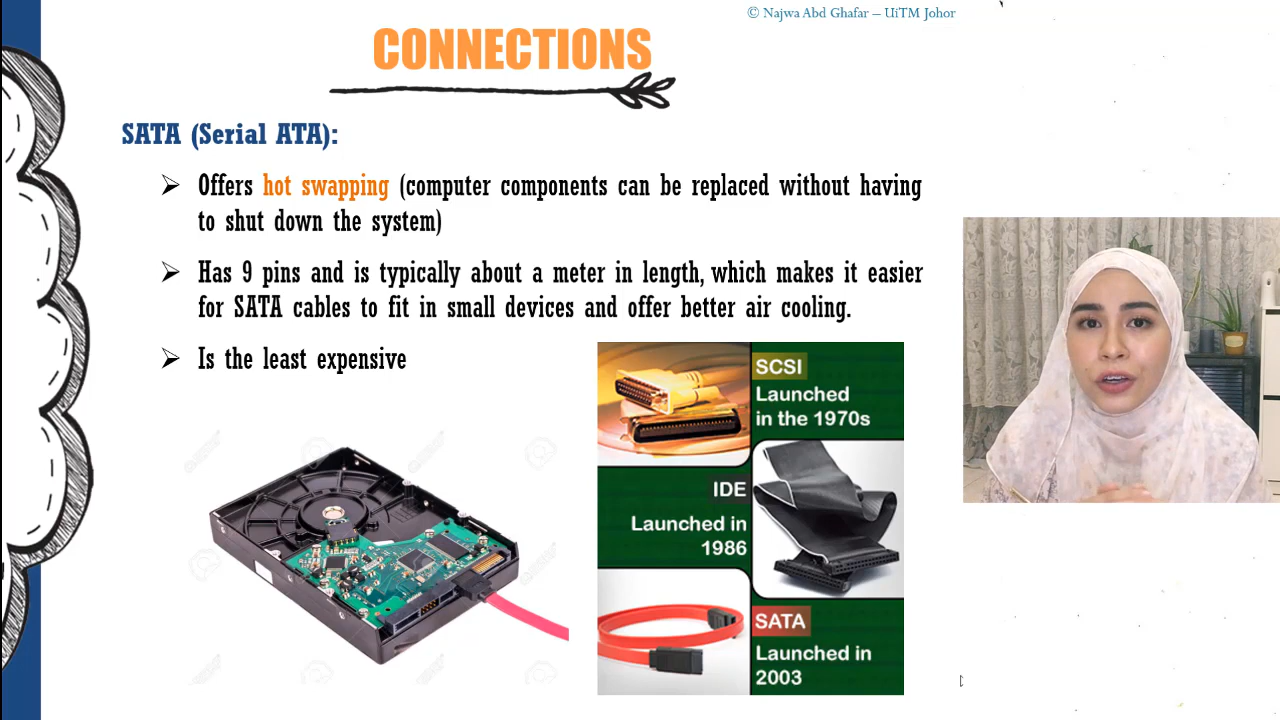 © Najwa Abd Ghafar – UiTM Johor
CONNECTIONS
SATA (Serial ATA):
Offers hot swapping (computer components can be replaced without having
to shut down the system)
Has 9 pins and is typically about a meter in length, which makes it easier
for SATA cables to fit in small devices and offer better air cooling.
Is the least expensive
SCSI
Launched
in the 1970s
IDE
Launched in
1986
SATA
Launched in
2003